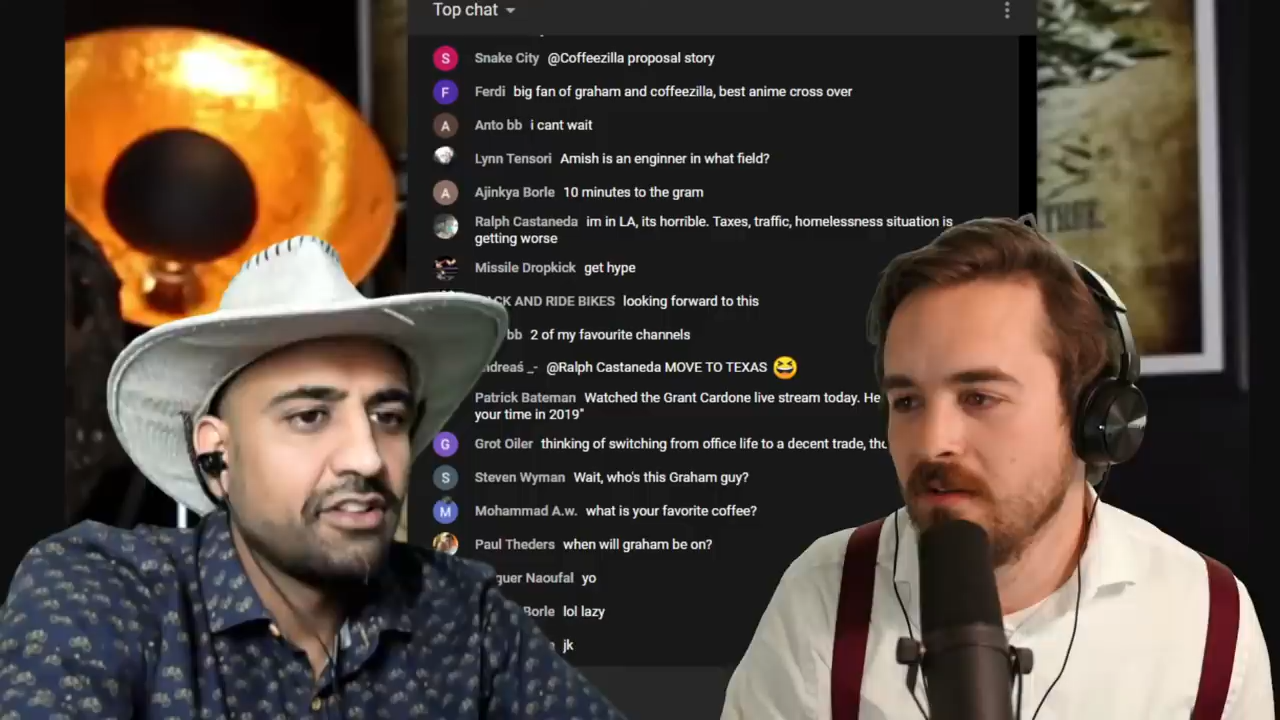 Top chat
Snake City @Coffeezilla proposal story
Ferdi big fan of graham and coffeezilla, best anime cross over
Anto bb i cant wait
Lynn Tensori Amish is an enginner in what field?
Ajinkya Borle 10 minutes to the gram
Ralph Castaneda im in LA, its horrible. Taxes, traffic, homelessness situation is
getting worse
Missile Dropkick get hype
CK AND RIDE BIKES looking forward to this
bb 2 of my favourite channels
ndreaś _- @Ralph Castaneda MOVE TO TEXAS 😆
Patrick Bateman Watched the Grant Cardone live stream today. He
your time in 2019"
Grot Oiler thinking of switching from office life to a decent trade, tho
Steven Wyman Wait, who's this Graham guy?
Mohammad A.w. what is your favorite coffee?
Paul Theders when will graham be on?
guer Naoufal yo
Borle lol lazy
jk